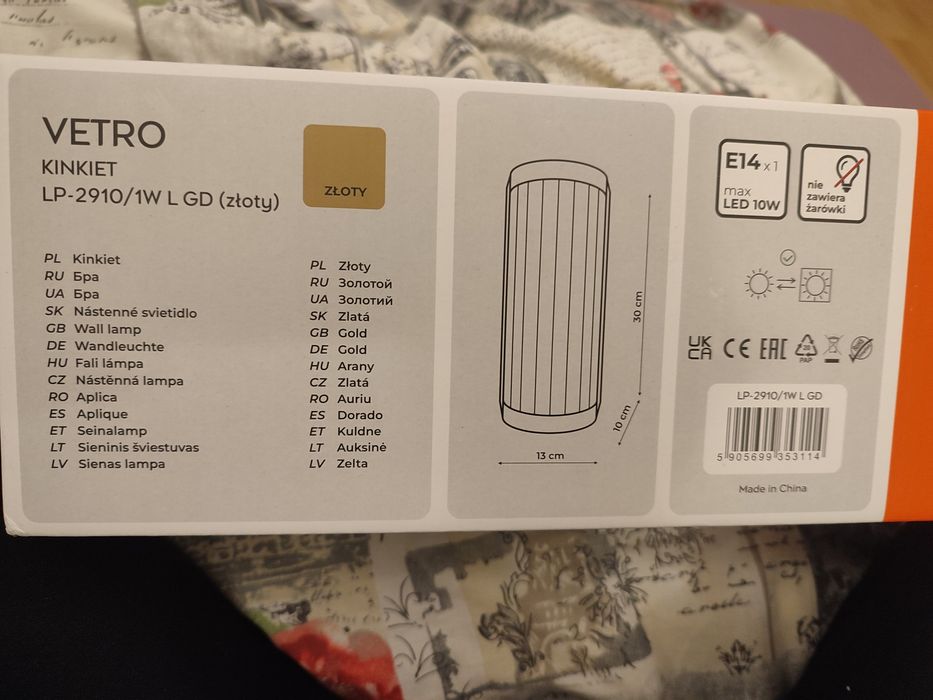 VETRO
KINKIET
LP-2910/1W L GD (złoty)
ZŁOTY
PL Kinkiet
RU Бра
UA Бра
SK Nástenné svietidlo
GB Wall lamp
DE Wandleuchte
HU Fali lámpa
CZ Nástěnná lampa
RO Aplica
ES Aplique
ET Seinalamp
LT Sieninis šviestuvas
LV Sienas lampa
PL Złoty
RU Золотой
UA Золотий
SK Zlatá
GB Gold
DE Gold
HU Arany
CZ Zlatá
RO Auriu
ES Dorado
ET Kuldne
LT Auksinė
LV Zelta
30 cm
10 cm
13 cm
E14 x 1
max
LED 10W
nie
zawiera
żarówki
UK
CA
CE
EAC
20
PAP
LP-2910/1W L GD
5 905699 353114
Made in China